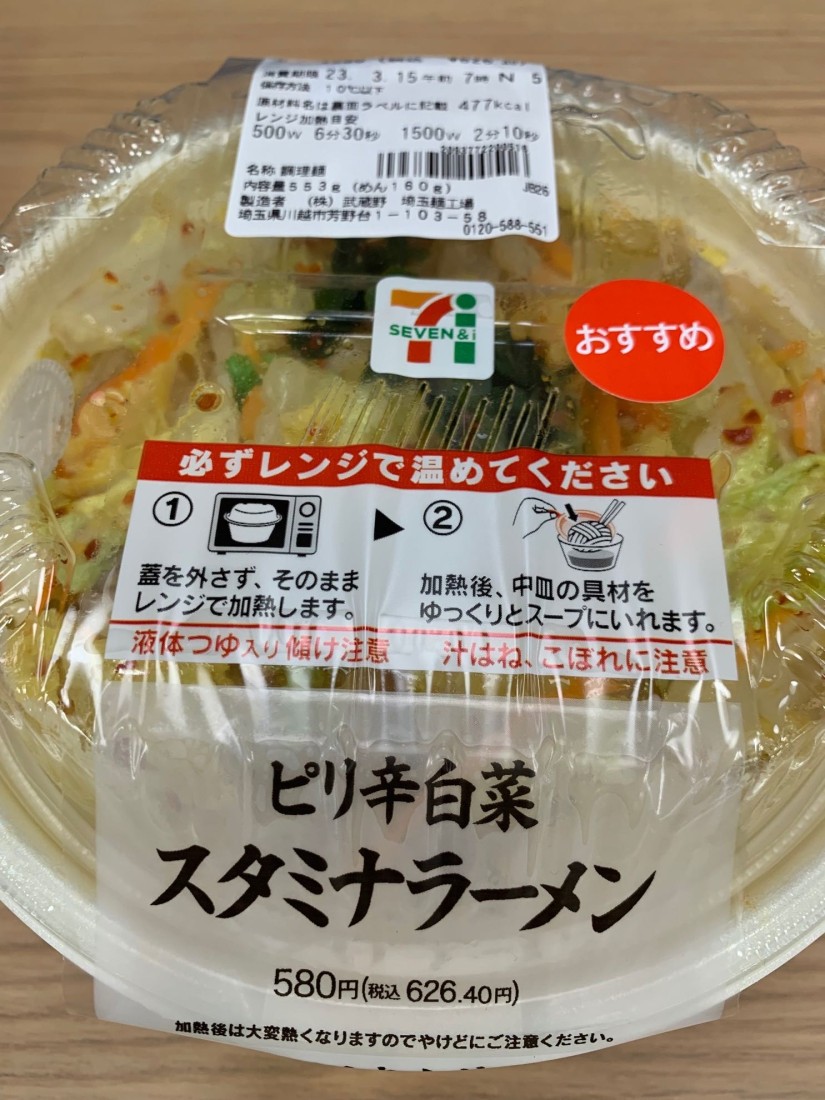 消費期限 23. 3.15午前 7時 N 5
保存方法 10℃以下
原材料名は裏面ラベルに記載 477kcal
レンジ加熱目安
500W 6分30秒 1500W 2分10秒
名称 調理麺
内容量553g (めん180g)
JB26
製造者 (株)武蔵野 埼玉麺工場
埼玉県川越市芳野台1-103-58
0120-588-551
SEVEN&i
おすすめ
必ずレンジで温めてください
① ②
蓋を外さず、そのまま
レンジで加熱します。
加熱後、中皿の具材を
ゆっくりとスープにいれます。
液体つゆ入り傾け注意 汁はね、こぼれに注意
ピリ辛白菜
スタミナラーメン
580円(税込626.40円)
加熱後は大変熱くなりますのでやけどにご注意ください。